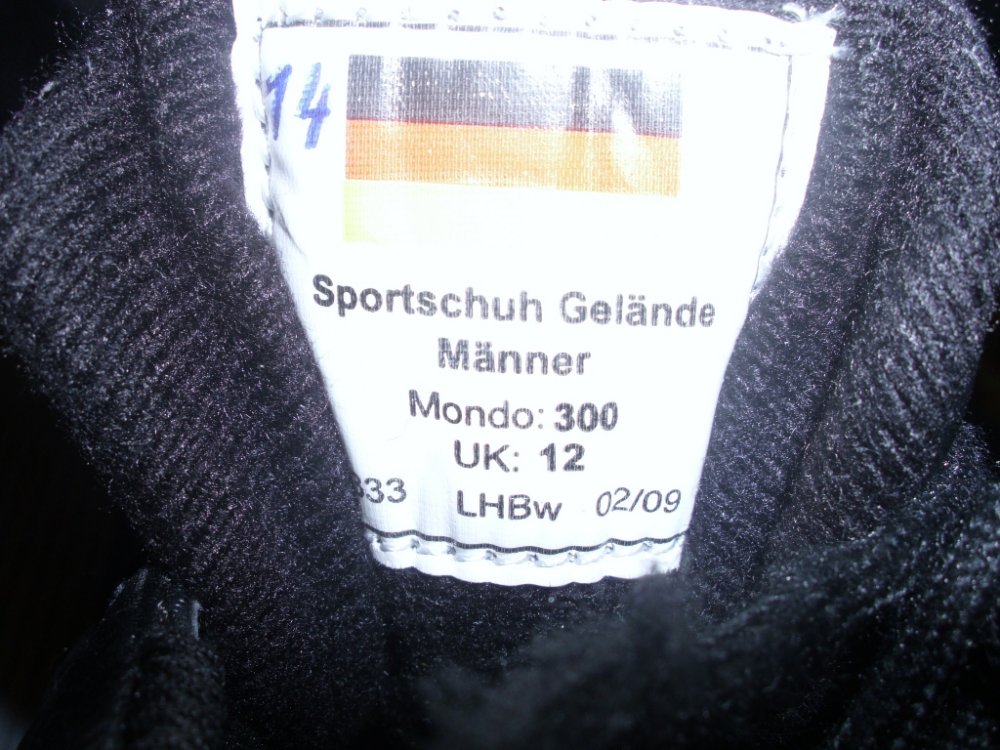 14
Sportschuh Gelände
Männer
Mondo: 300
UK: 12
333 LHBw 02/09